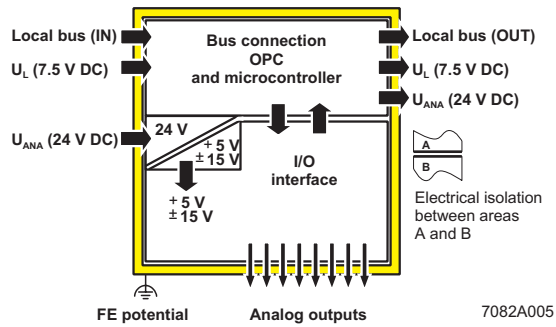 Local bus (IN)
U_L (7.5 V DC)
U_ANA (24 V DC)
Bus connection
OPC
and microcontroller
Local bus (OUT)
U_L (7.5 V DC)
U_ANA (24 V DC)
24 V
+ 5 V
± 15 V
+ 5 V
± 15 V
I/O
interface
A
B
Electrical isolation
between areas
A and B
FE potential
Analog outputs
7082A005